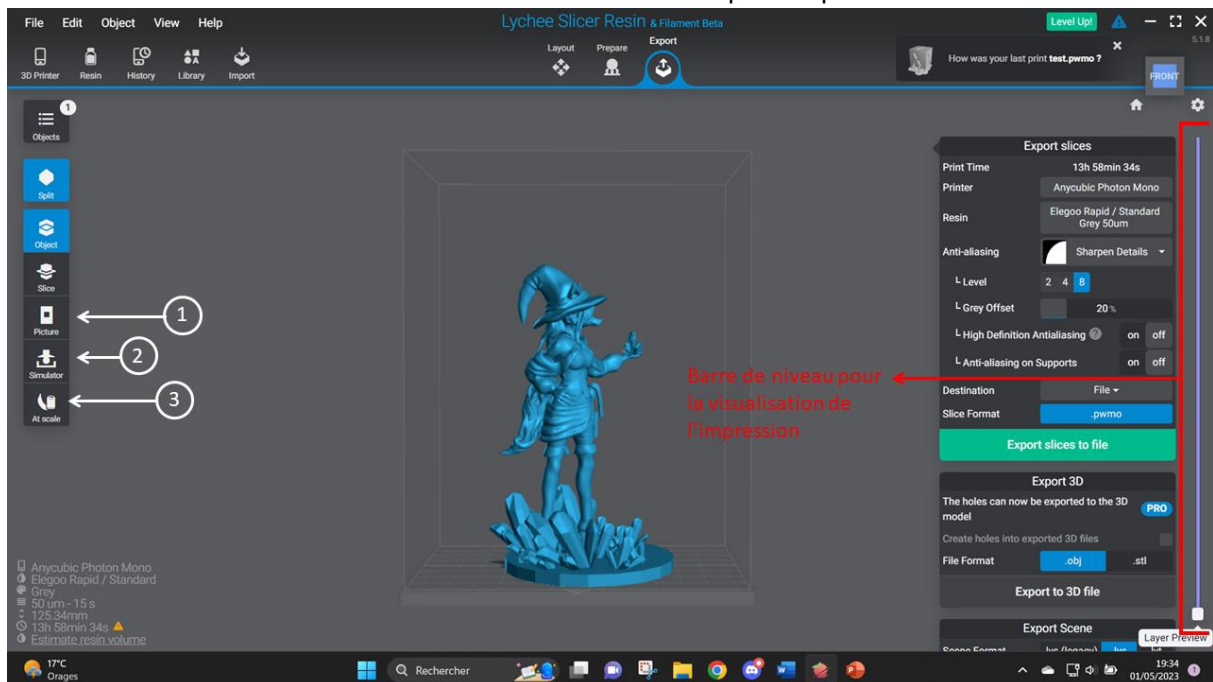 File Edit Object View Help
Lychee Slicer Resin & Filament Beta
Level Up!
5.1.8
3D Printer Resin History Library Import
Layout Prepare Export
How was your last print test.pwmo ?
FRONT
1
Objects
Split
Object
Slice
Picture
1
Simulator
2
At scale
3
Export slices
Print Time 13h 58min 34s
Printer Anycubic Photon Mono
Resin Elegoo Rapid / Standard
Grey 50um
Anti-aliasing Sharpen Details
Level 2 4 8
Grey Offset 20 %
High Definition Antialiasing ? on off
Anti-aliasing on Supports on off
Destination File
Slice Format .pwmo
Export slices to file
Barre de niveau pour
la visualisation de
l'impression
Export 3D
The holes can now be exported to the 3D
model
PRO
Create holes into exported 3D files
File Format .obj .stl
Export to 3D file
Export Scene
Layer Preview
Anycubic Photon Mono
Elegoo Rapid / Standard
Grey
50 um - 15 s
125.34mm
13h 58min 34s
Estimate resin volume
17°C
Orages
Rechercher
19:34
01/05/2023
1